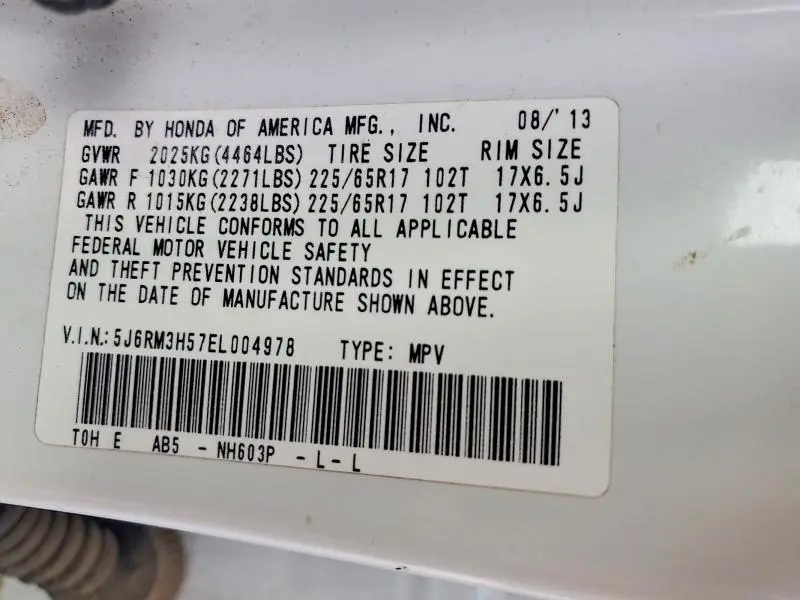 MFD. BY HONDA OF AMERICA MFG., INC. 08/'13
GVWR 2025KG(4464LBS) TIRE SIZE RIM SIZE
GAWR F 1030KG(2271LBS) 225/65R17 102T 17X6.5J
GAWR R 1015KG(2238LBS) 225/65R17 102T 17X6.5J
THIS VEHICLE CONFORMS TO ALL APPLICABLE
FEDERAL MOTOR VEHICLE SAFETY
AND THEFT PREVENTION STANDARDS IN EFFECT
ON THE DATE OF MANUFACTURE SHOWN ABOVE.
V.I.N.:5J6RM3H57EL004978 TYPE: MPV
T0H E AB5 - NH603P - L - L